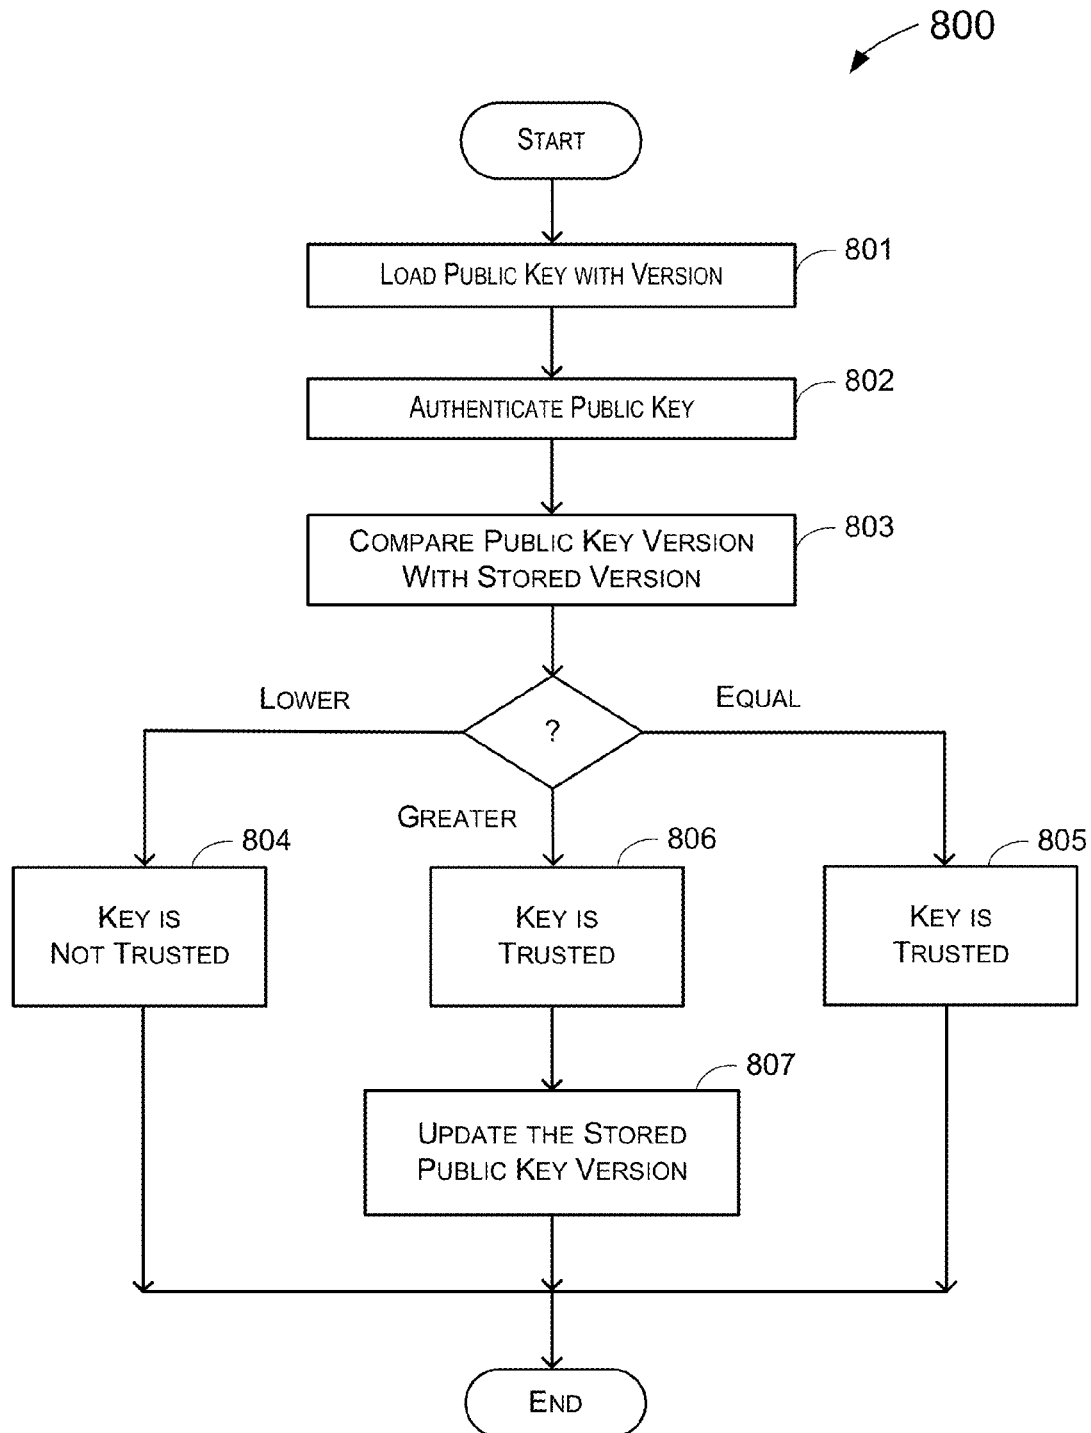 800
START
801
LOAD PUBLIC KEY WITH VERSION
802
AUTHENTICATE PUBLIC KEY
803
COMPARE PUBLIC KEY VERSION
WITH STORED VERSION
LOWER
?
EQUAL
GREATER
804
KEY IS
NOT TRUSTED
806
KEY IS
TRUSTED
805
KEY IS
TRUSTED
807
UPDATE THE STORED
PUBLIC KEY VERSION
END